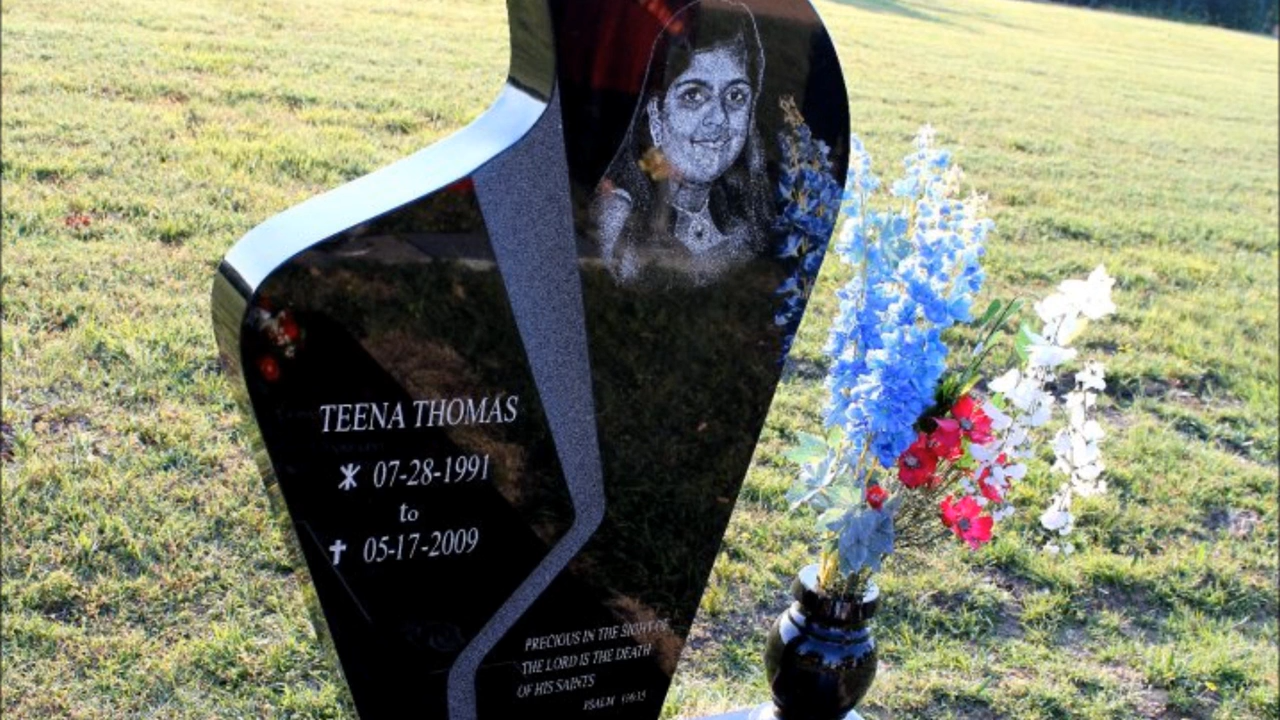 TEENA THOMAS
07-28-1991
to
05-17-2009
PRECIOUS IN THE SIGHT OF
THE LORD IS THE DEATH
OF HIS SAINTS
PSALM